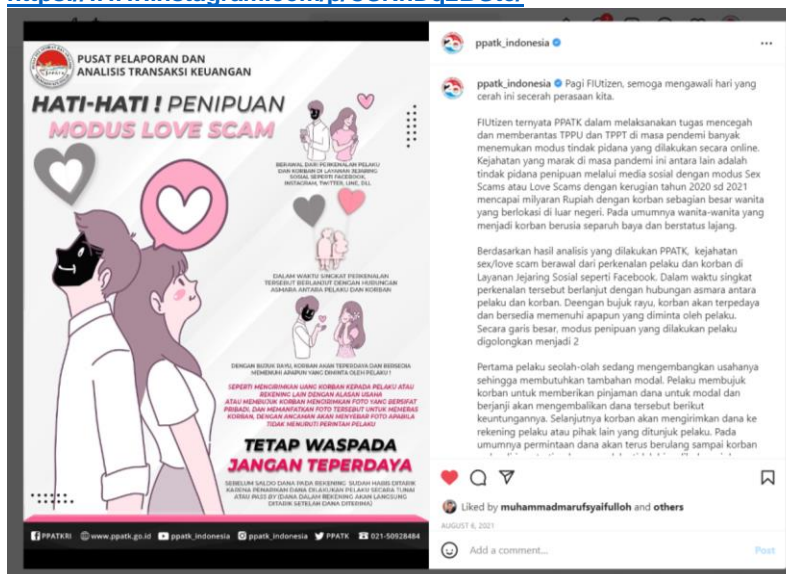 PUSAT PELAPORAN DAN
ANALISIS TRANSAKSI KEUANGAN
PPATK
HATI-HATI ! PENIPUAN
MODUS LOVE SCAM
BERAWAL DARI PERKENALAN PELAKU
DAN KORBAN DI LAYANAN JEJARING
SOSIAL SEPERTI FACEBOOK,
INSTAGRAM, TWITTER, LINE, DLL
DALAM WAKTU SINGKAT PERKENALAN
TERSEBUT BERLANJUT DENGAN HUBUNGAN
ASMARA ANTARA PELAKU DAN KORBAN
DENGAN BUJUK RAYU, KORBAN AKAN TEPERDAYA DAN BERSEDIA
MEMENUHI APAPUN YANG DIMINTA OLEH PELAKU !
SEPERTI MENGIRIMKAN UANG KORBAN KEPADA PELAKU ATAU
REKENING LAIN DENGAN ALASAN USAHA
ATAU MEMBUJUK KORBAN MENGIRIMKAN FOTO YANG BERSIFAT
PRIBADI, DAN MEMANFATKAN FOTO TERSEBUT UNTUK MEMERAS
KORBAN, DENGAN ANCAMAN AKAN MENYEBAR FOTO APABILA
TIDAK MENURUTI PERINTAH PELAKU
TETAP WASPADA
JANGAN TEPERDAYA
SEBELUM SALDO DANA PADA REKENING SUDAH HABIS DITARIK
KARENA PENARIKAN DANA DILAKUKAN PELAKU SECARA TUNAI
ATAU PASS BY (DANA DALAM REKENING AKAN LANGSUNG
DITARIK SETELAH DANA DITERIMA)
PPATKRI www.ppatk.go.id ppatk_indonesia ppatk_indonesia PPATK 021-50928484
ppatk_indonesia
ppatk_indonesia Pagi FIUtizen, semoga mengawali hari yang
cerah ini secerah perasaan kita.
FIUtizen ternyata PPATK dalam melaksanakan tugas mencegah
dan memberantas TPPU dan TPPT di masa pendemi banyak
menemukan modus tindak pidana yang dilakukan secara online.
Kejahatan yang marak di masa pandemi ini antara lain adalah
tindak pidana penipuan melalui media sosial dengan modus Sex
Scams atau Love Scams dengan kerugian tahun 2020 sd 2021
mencapai milyaran Rupiah dengan korban sebagian besar wanita
yang berlokasi di luar negeri. Pada umumnya wanita-wanita yang
menjadi korban berusia separuh baya dan berstatus lajang.
Berdasarkan hasil analisis yang dilakukan PPATK, kejahatan
sex/love scam berawal dari perkenalan pelaku dan korban di
Layanan Jejaring Sosial seperti Facebook. Dalam waktu singkat
perkenalan tersebut berlanjut dengan hubungan asmara antara
pelaku dan korban. Deengan bujuk rayu, korban akan terpedaya
dan bersedia memenuhi apapun yang diminta oleh pelaku.
Secara garis besar, modus penipuan yang dilakukan pelaku
digolongkan menjadi 2
Pertama pelaku seolah-olah sedang mengembangkan usahanya
sehingga membutuhkan tambahan modal. Pelaku membujuk
korban untuk memberikan pinjaman dana untuk modal dan
berjanji akan mengembalikan dana tersebut berikut
keuntungannya. Selanjutnya korban akan mengirimkan dana ke
rekening pelaku atau pihak lain yang ditunjuk pelaku. Pada
umumnya permintaan dana akan terus berulang sampai korban
Liked by muhammadmarufsyaifulloh and others
AUGUST 6, 2021
Add a comment...
Post